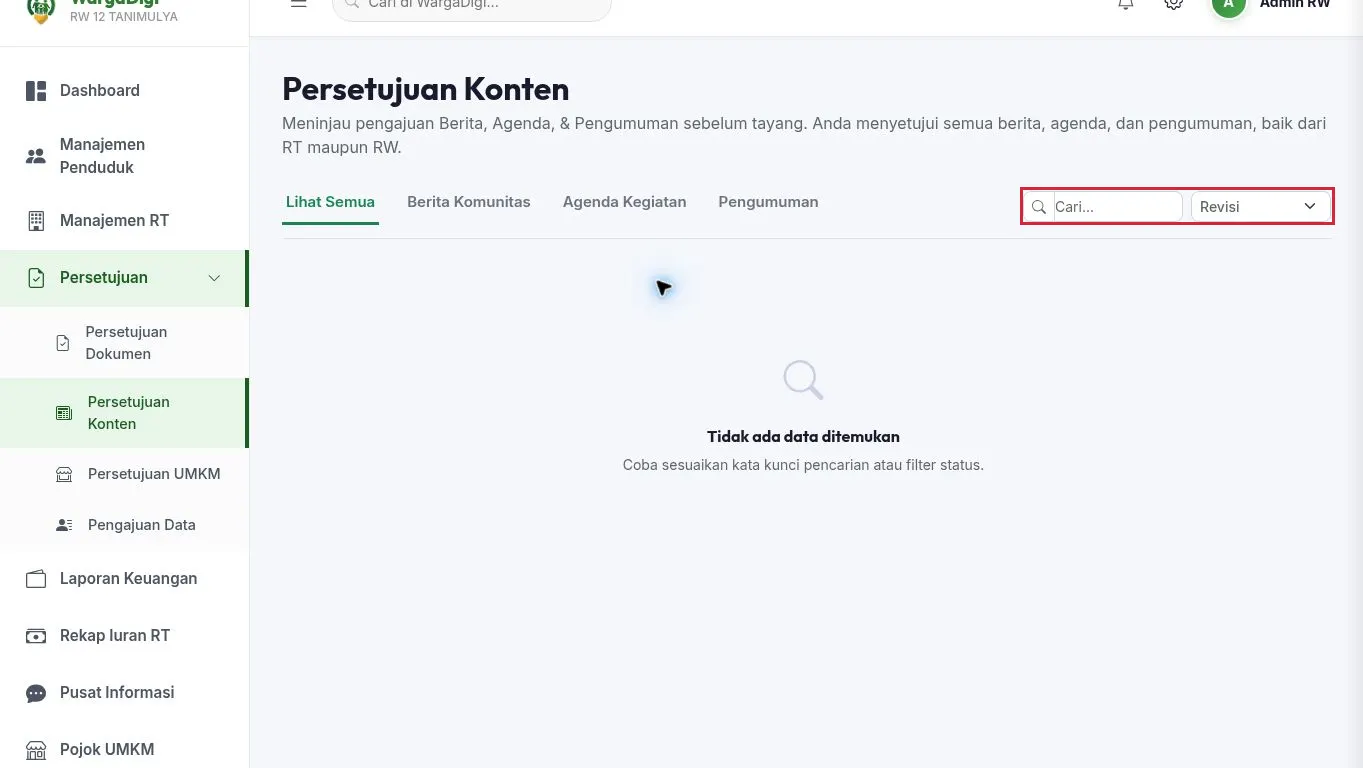 WargaDigi
RW 12 TANIMULYA
Cari di WargaDigi...
A
Admin RW
Dashboard
Manajemen
Penduduk
Manajemen RT
Persetujuan
Persetujuan
Dokumen
Persetujuan
Konten
Persetujuan UMKM
Pengajuan Data
Laporan Keuangan
Rekap Iuran RT
Pusat Informasi
Pojok UMKM
Persetujuan Konten
Meninjau pengajuan Berita, Agenda, & Pengumuman sebelum tayang. Anda menyetujui semua berita, agenda, dan pengumuman, baik dari
RT maupun RW.
Lihat Semua
Berita Komunitas
Agenda Kegiatan
Pengumuman
Cari...
Revisi
Tidak ada data ditemukan
Coba sesuaikan kata kunci pencarian atau filter status.